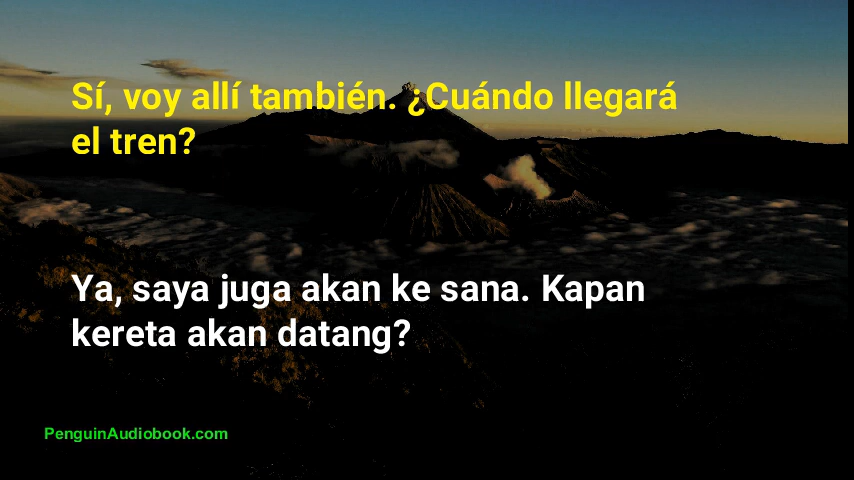 Sí, voy allí también. ¿Cuándo llegará
el tren?
Ya, saya juga akan ke sana. Kapan
kereta akan datang?
PenguinAudiobook.com